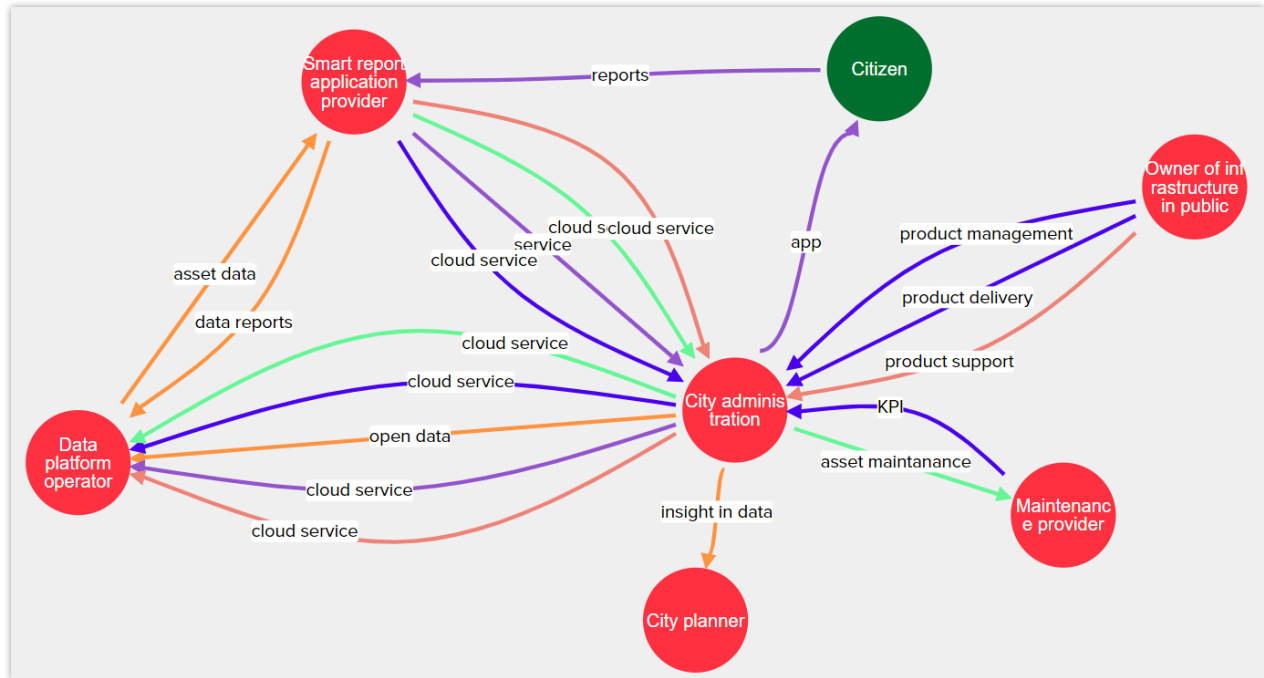 Smart report
application
provider
reports
Citizen
Owner of inf
rastructure
in public
app
product management
cloud s
cloud service
service
cloud service
asset data
product delivery
data reports
cloud service
product support
cloud service
City adminis
tration
KPI
open data
asset maintanance
Data
platform
operator
cloud service
insight in data
Maintenanc
e provider
cloud service
City planner